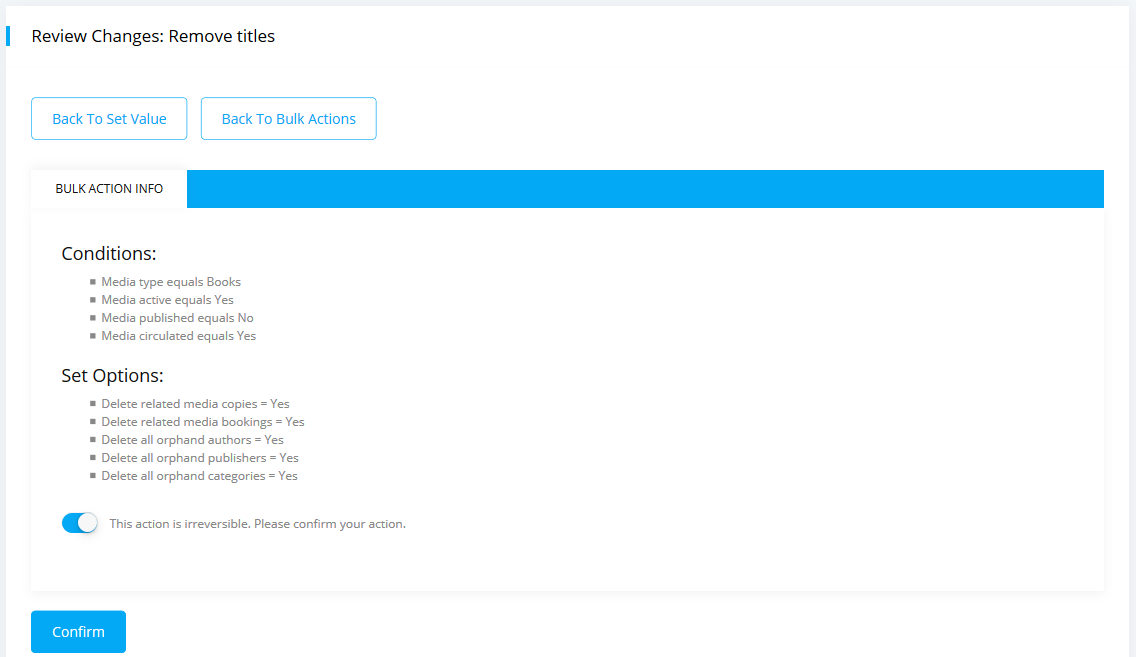 Review Changes: Remove titles
Back To Set Value
Back To Bulk Actions
BULK ACTION INFO
Conditions:
Media type equals Books
Media active equals Yes
Media published equals No
Media circulated equals Yes
Set Options:
Delete related media copies = Yes
Delete related media bookings = Yes
Delete all orphand authors = Yes
Delete all orphand publishers = Yes
Delete all orphand categories = Yes
This action is irreversible. Please confirm your action.
Confirm